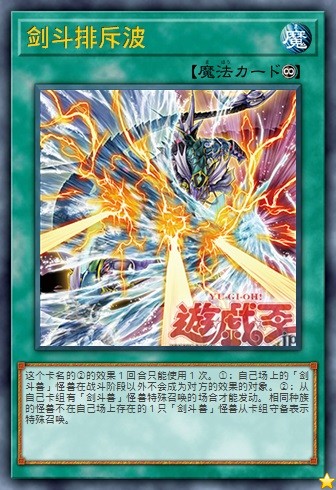 剑斗排斥波
魔
【魔法カード】
YU-GI-OH!
遊戯王
这个卡名的②的效果1回合只能使用1次。①：自己场上的「剑
斗兽」怪兽在战斗阶段以外不会成为对方的效果的对象。②：从
自己卡组有「剑斗兽」怪兽特殊召唤的场合才能发动。相同种族
的怪兽不在自己场上存在的1只「剑斗兽」怪兽从卡组守备表示
特殊召唤。